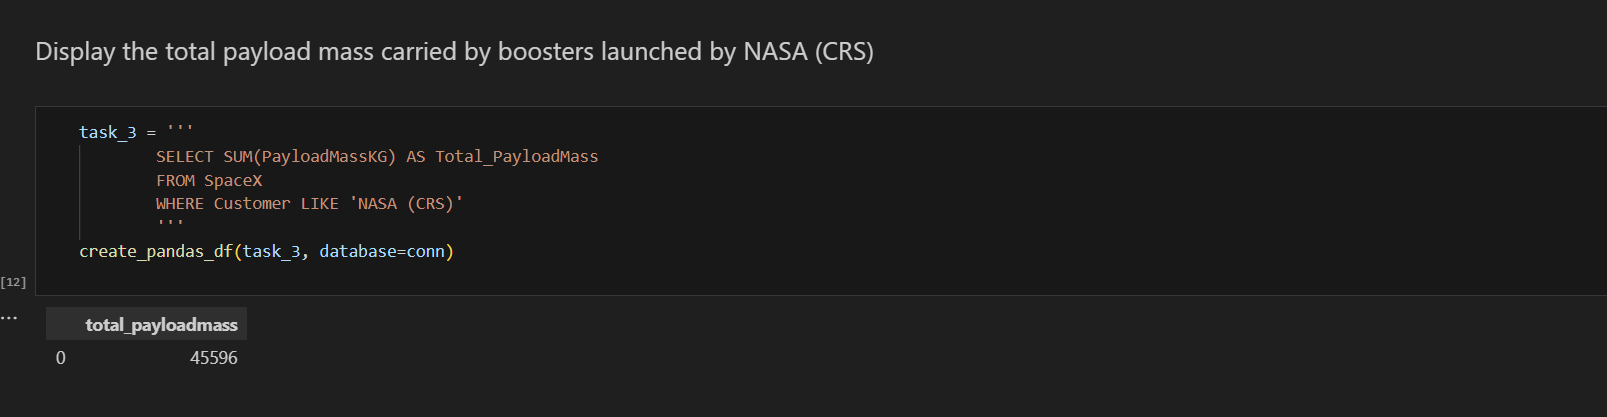 Display the total payload mass carried by boosters launched by NASA (CRS)
task_3 = '''
SELECT SUM(PayloadMassKG) AS Total_PayloadMass
FROM SpaceX
WHERE Customer LIKE 'NASA (CRS)'
'''
create_pandas_df(task_3, database=conn)
[12]
...
total_payloadmass
0 45596